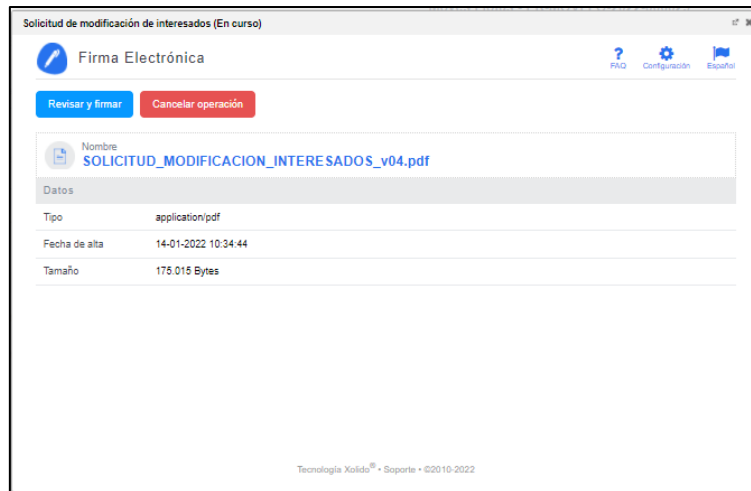 Solicitud de modificación de interesados (En curso)
Firma Electrónica
?
FAQ
Configuración
Español
Revisar y firmar
Cancelar operación
Nombre
SOLICITUD_MODIFICACION_INTERESADOS_v04.pdf
Datos
Tipo application/pdf
Fecha de alta 14-01-2022 10:34:44
Tamaño 175.015 Bytes
Tecnología Xolido® • Soporte • ©2010-2022